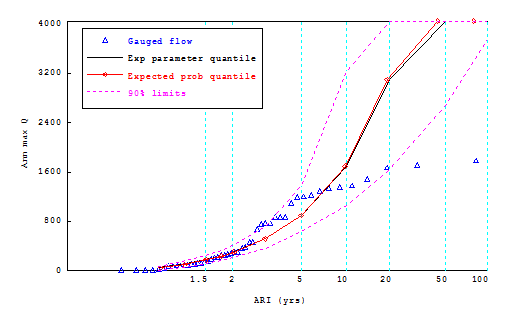 4000
Gauged flow
Exp parameter quantile
Expected prob quantile
90% limits
3200
2400
Ann max Q
1600
800
0
1.5 2 5 10 20 50 100
ARI (yrs)